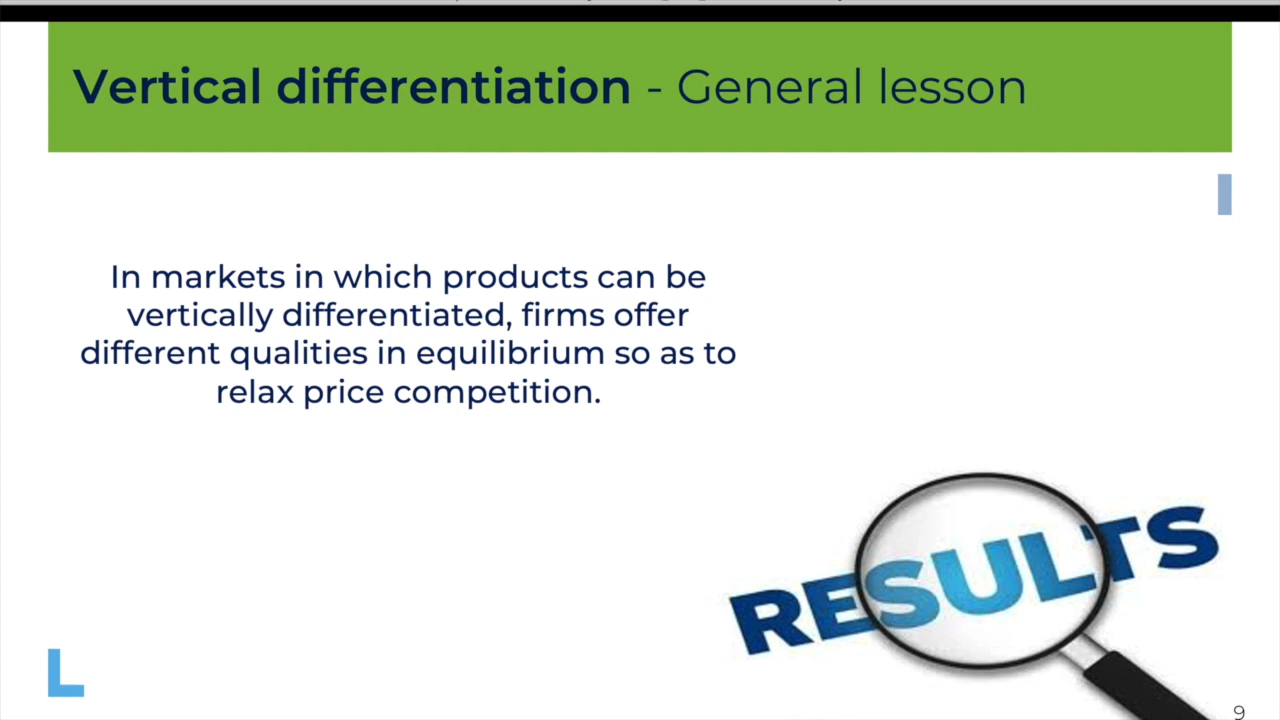 Vertical differentiation - General lesson
In markets in which products can be
vertically differentiated, firms offer
different qualities in equilibrium so as to
relax price competition.
RESULTS
9